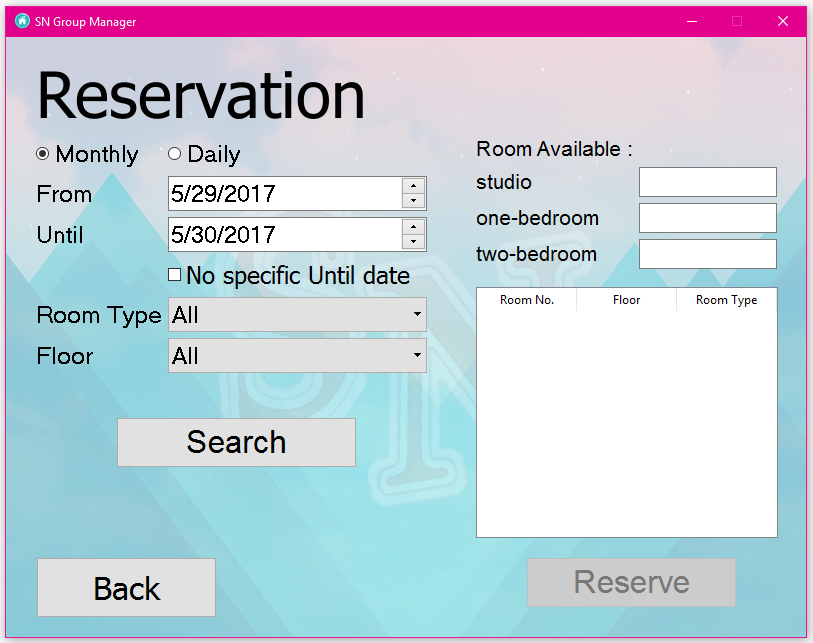 SN Group Manager
Reservation
Monthly Daily
From 5/29/2017
Until 5/30/2017
No specific Until date
Room Type All
Floor All
Search
Back
Room Available :
studio
one-bedroom
two-bedroom
Room No. Floor Room Type
Reserve
SN